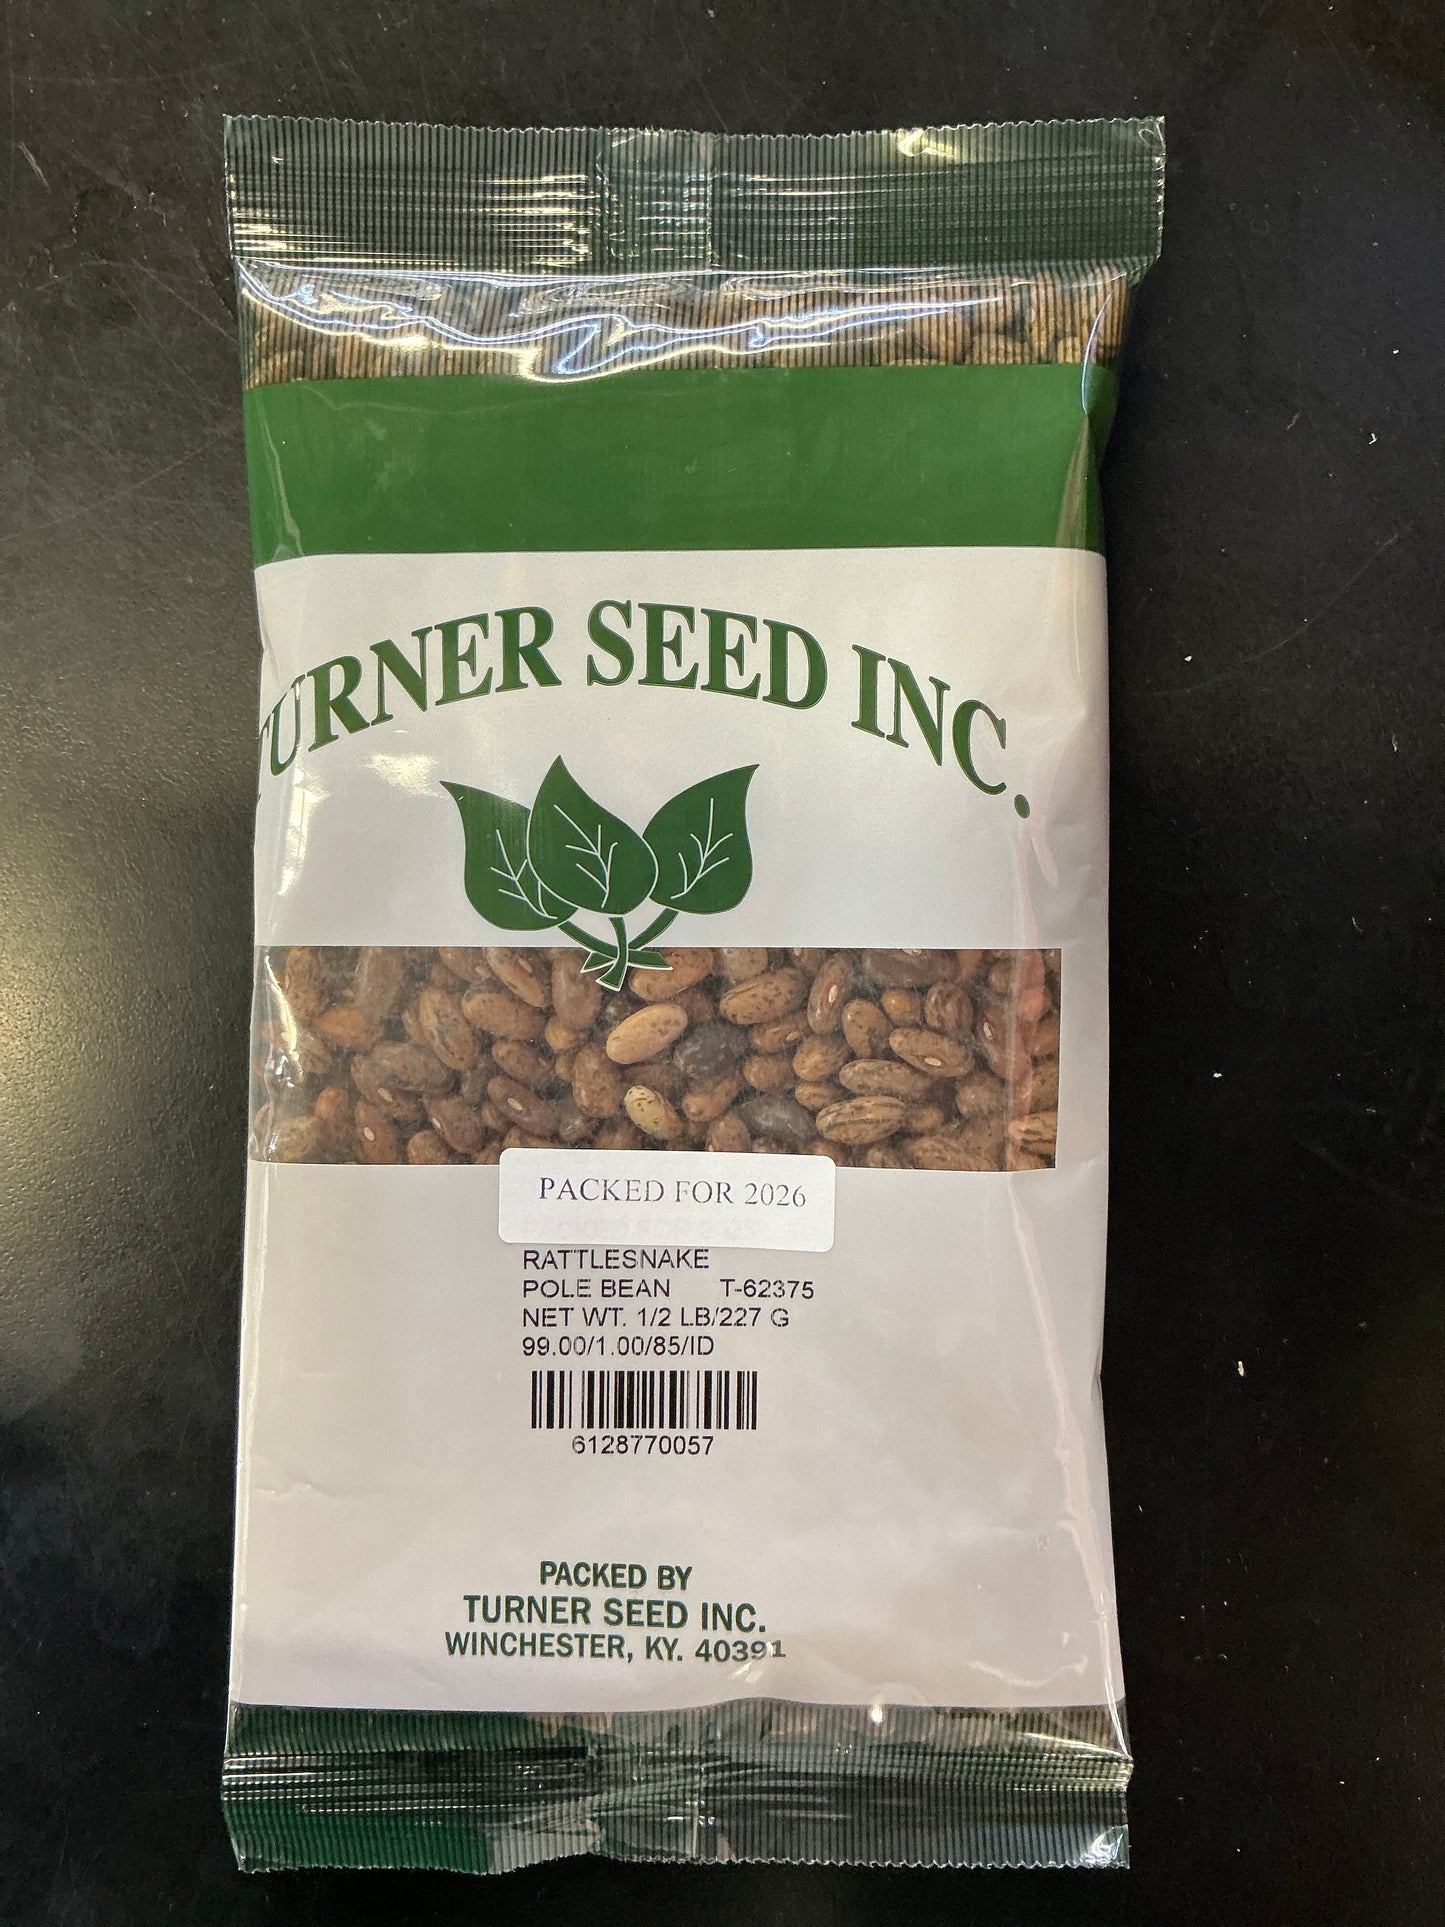 TURNER SEED INC.
PACKED FOR 2026
RATTLESNAKE
POLE BEAN T-62375
NET WT. 1/2 LB/227 G
99.00/1.00/85/ID
6128770057
PACKED BY
TURNER SEED INC.
WINCHESTER, KY. 40391